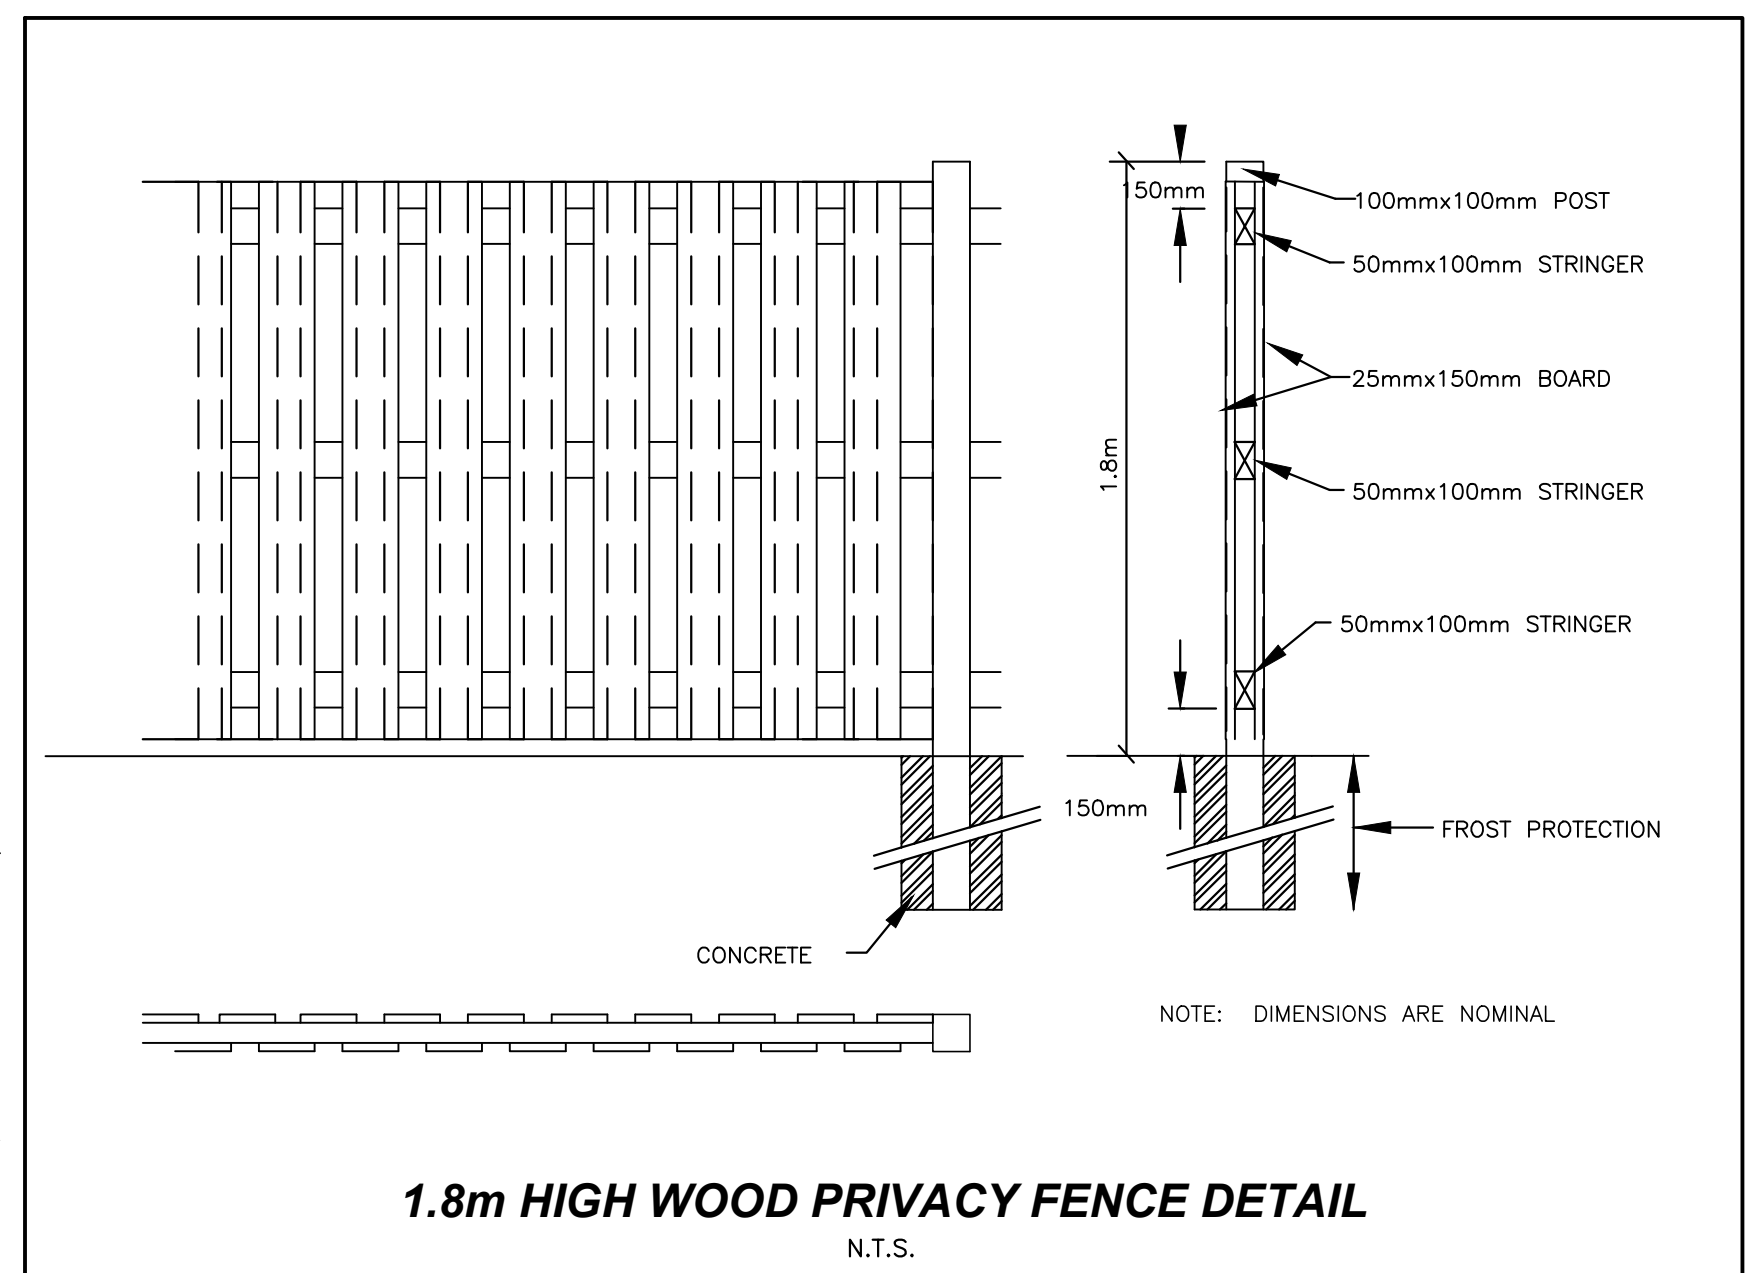 150mm
100mmx100mm POST
50mmx100mm STRINGER
25mmx150mm BOARD
1.8m
50mmx100mm STRINGER
50mmx100mm STRINGER
150mm
FROST PROTECTION
CONCRETE
NOTE: DIMENSIONS ARE NOMINAL
1.8m HIGH WOOD PRIVACY FENCE DETAIL
N.T.S.